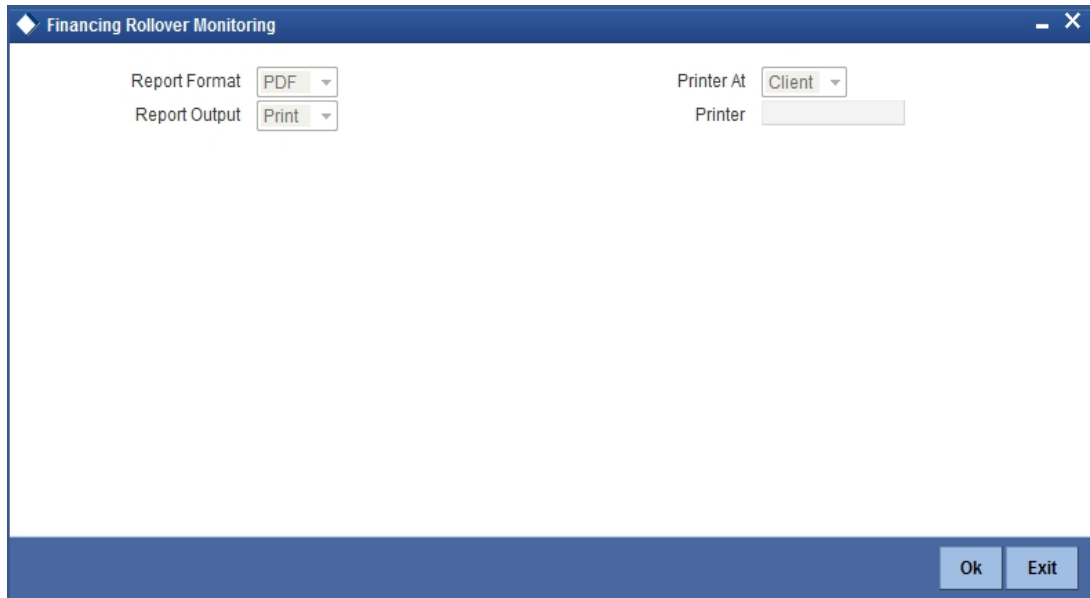 Financing Rollover Monitoring
Report Format PDF Printer At Client
Report Output Print Printer
Ok Exit